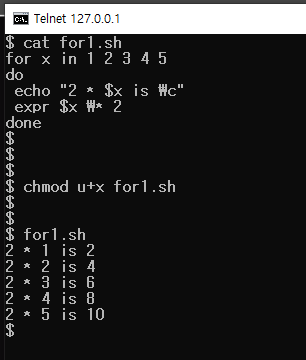 Telnet 127.0.0.1
$ cat for1.sh
for x in 1 2 3 4 5
do
 echo "2 * $x is ₩c"
 expr $x ₩* 2
done
$
$
$
$ chmod u+x for1.sh
$
$
$ for1.sh
2 * 1 is 2
2 * 2 is 4
2 * 3 is 6
2 * 4 is 8
2 * 5 is 10
$